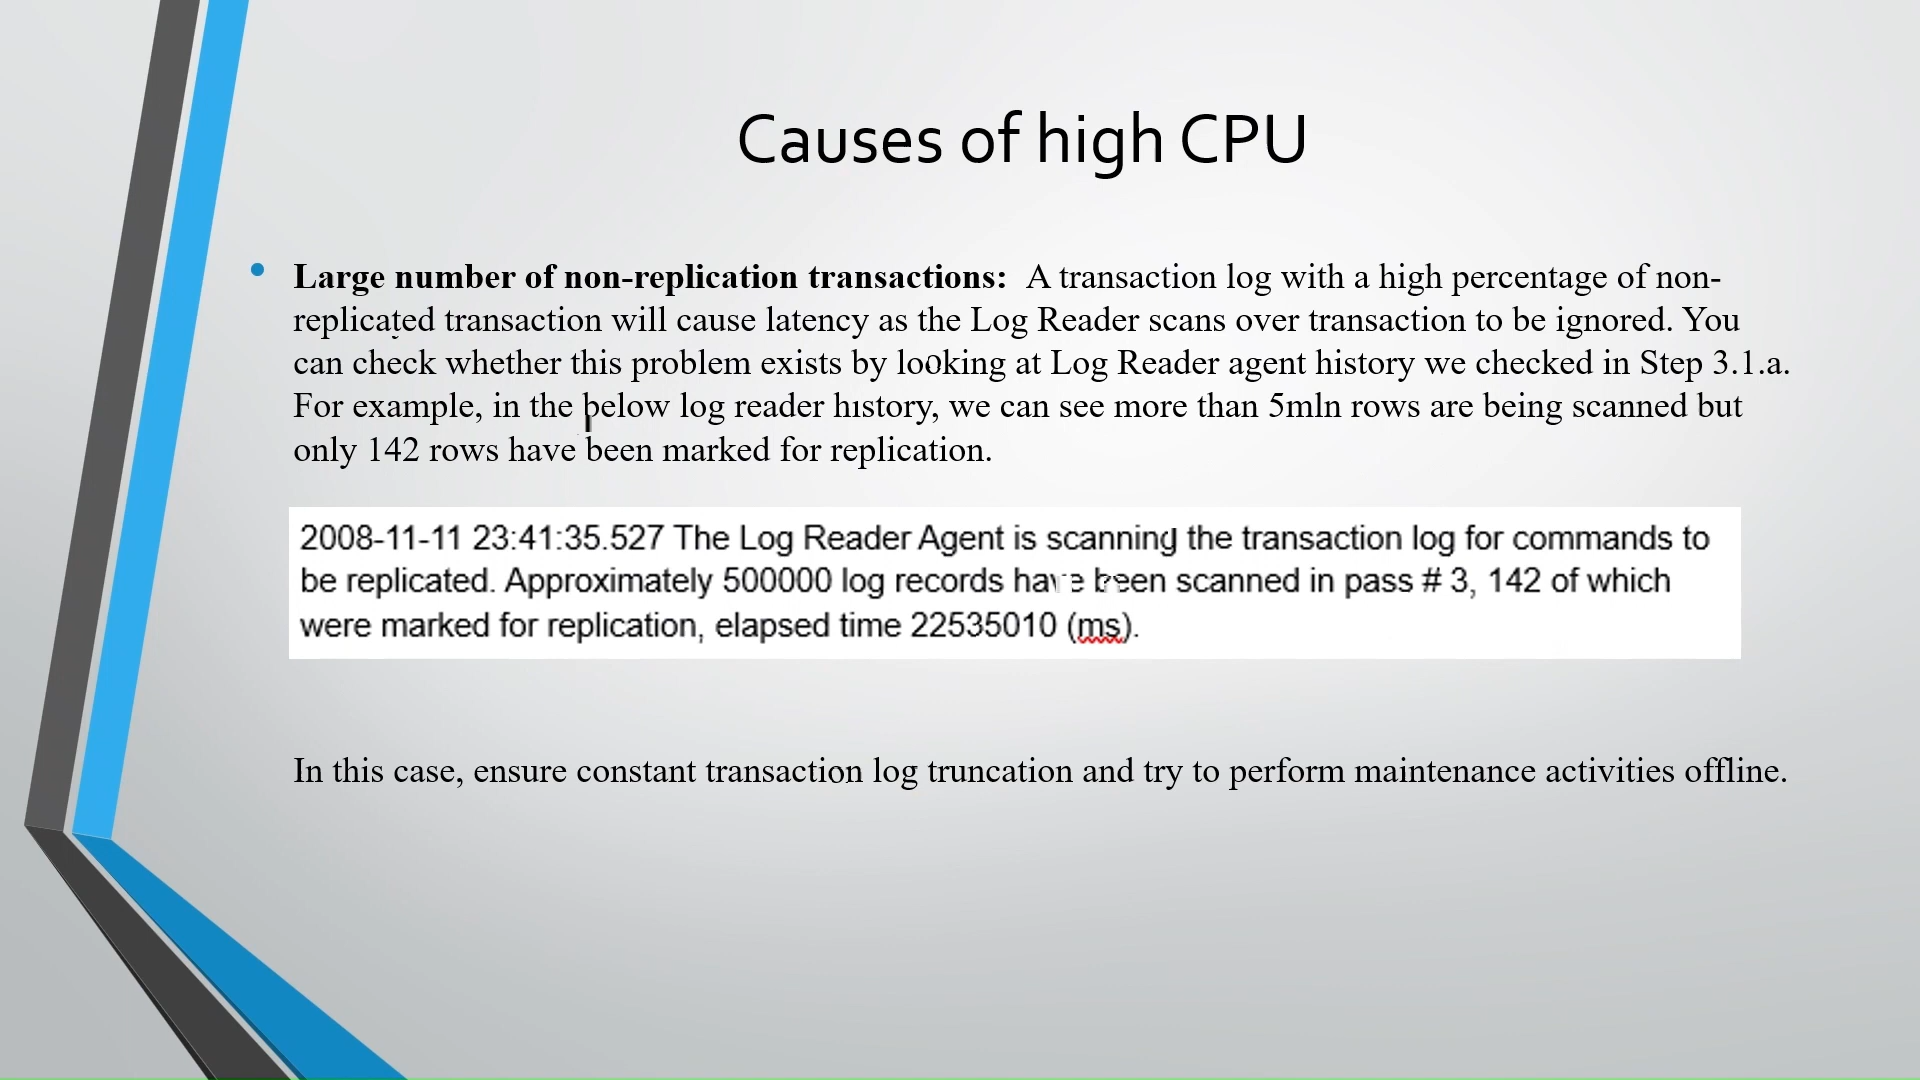 Causes of high CPU
• Large number of non-replication transactions: A transaction log with a high percentage of non-
replicated transaction will cause latency as the Log Reader scans over transaction to be ignored. You
can check whether this problem exists by looking at Log Reader agent history we checked in Step 3.1.a.
For example, in the below log reader history, we can see more than 5mln rows are being scanned but
only 142 rows have been marked for replication.
2008-11-11 23:41:35.527 The Log Reader Agent is scanning the transaction log for commands to
be replicated. Approximately 500000 log records have been scanned in pass # 3, 142 of which
were marked for replication, elapsed time 22535010 (ms).
In this case, ensure constant transaction log truncation and try to perform maintenance activities offline.